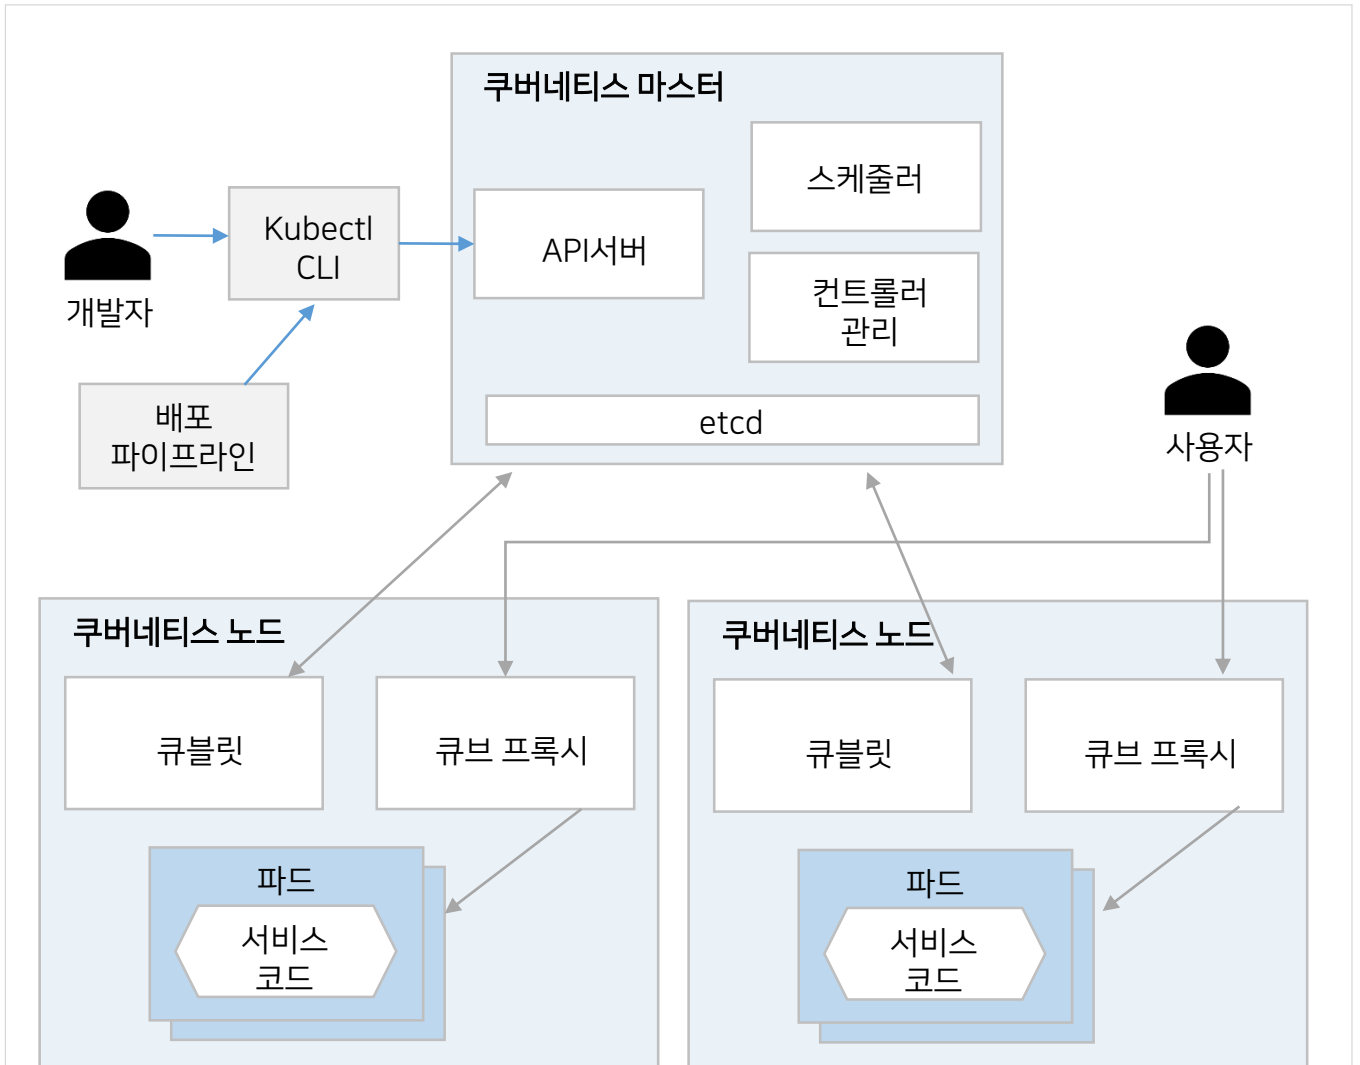 쿠버네티스 마스터
스케줄러
Kubectl
CLI
API서버
개발자
컨트롤러
관리
배포
파이프라인
etcd
사용자
쿠버네티스 노드
큐블릿
큐브 프록시
파드
서비스
코드
쿠버네티스 노드
큐블릿
큐브 프록시
파드
서비스
코드